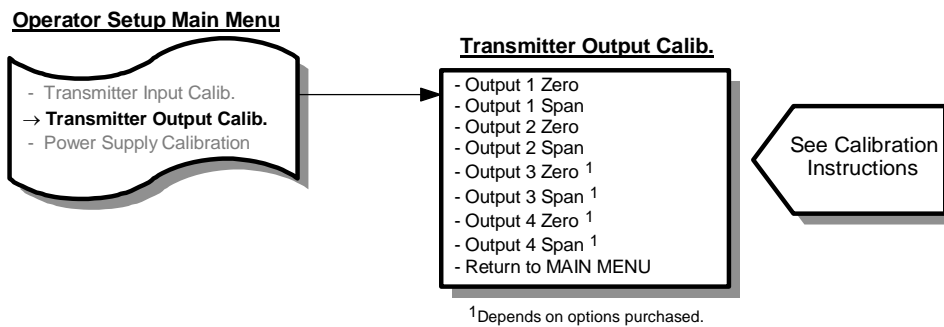 Operator Setup Main Menu
- Transmitter Input Calib.
→ Transmitter Output Calib.
- Power Supply Calibration
Transmitter Output Calib.
- Output 1 Zero
- Output 1 Span
- Output 2 Zero
- Output 2 Span
- Output 3 Zero 1
- Output 3 Span 1
- Output 4 Zero 1
- Output 4 Span 1
- Return to MAIN MENU
1Depends on options purchased.
See Calibration
Instructions